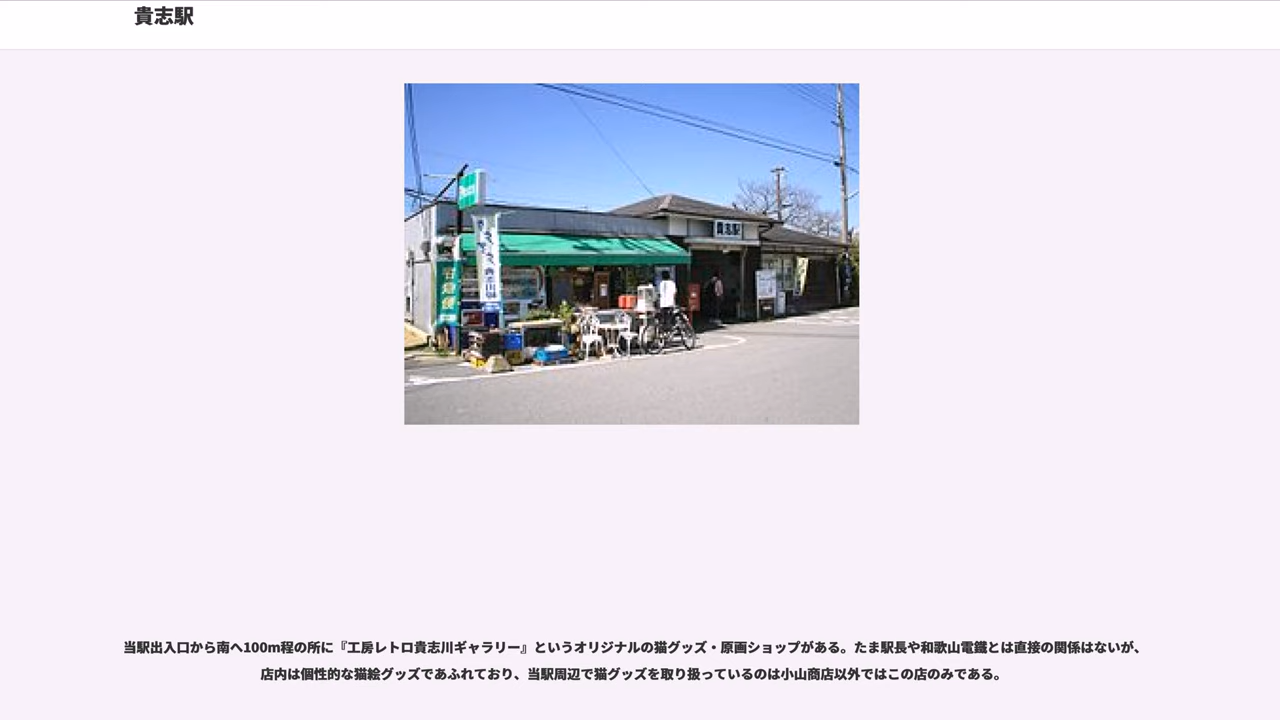 貴志駅
貴志駅
当駅出入口から南へ100m程の所に『工房レトロ貴志川ギャラリー』というオリジナルの猫グッズ・原画ショップがある。たま駅長や和歌山電鐵とは直接の関係はないが、
店内は個性的な猫絵グッズであふれており、当駅周辺で猫グッズを取り扱っているのは小山商店以外ではこの店のみである。